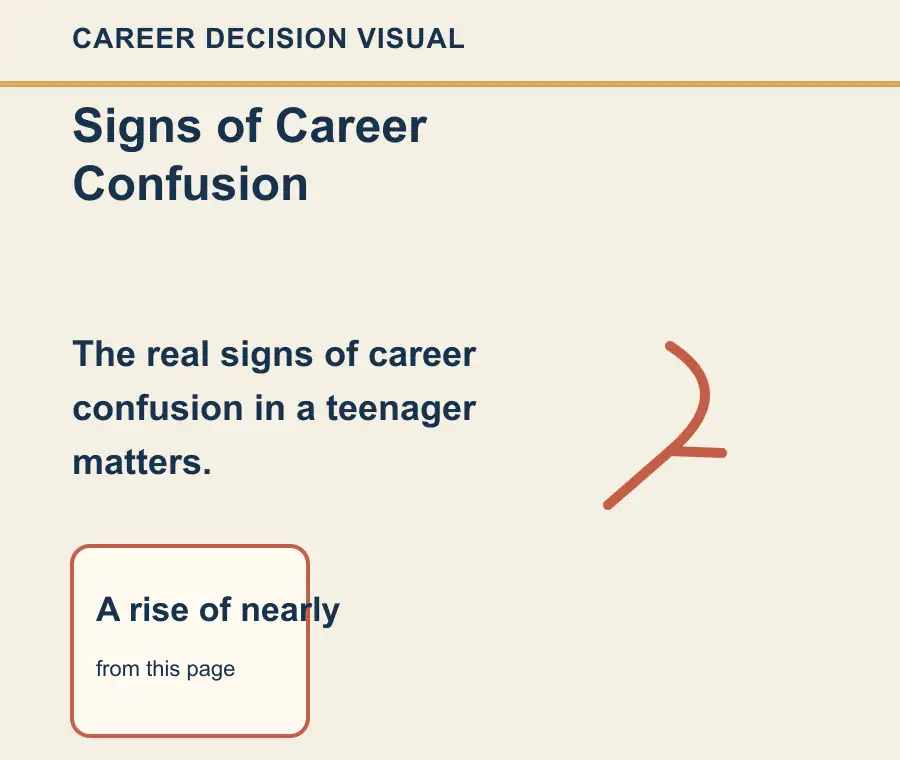 CAREER DECISION VISUAL
Signs of Career
Confusion
The real signs of career
confusion in a teenager
matters.
A rise of nearly
from this page